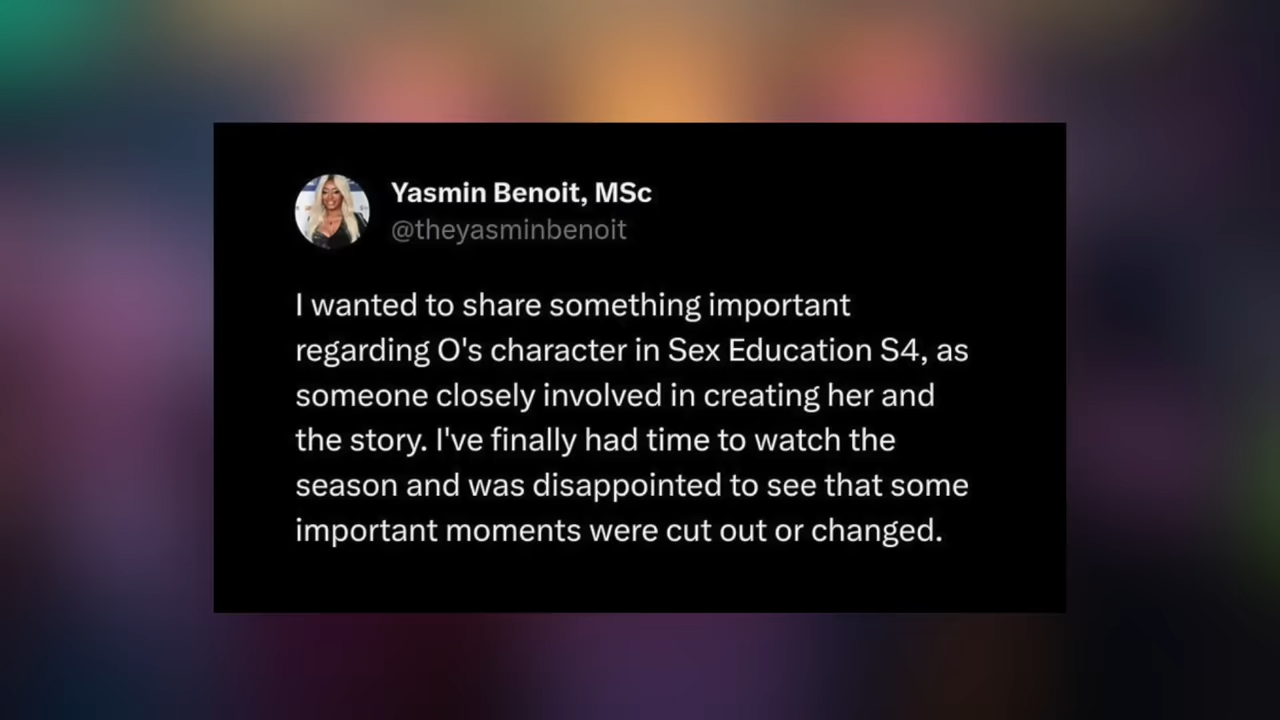 Yasmin Benoit, MSc
@theyasminbenoit
I wanted to share something important
regarding O's character in Sex Education S4, as
someone closely involved in creating her and
the story. I've finally had time to watch the
season and was disappointed to see that some
important moments were cut out or changed.